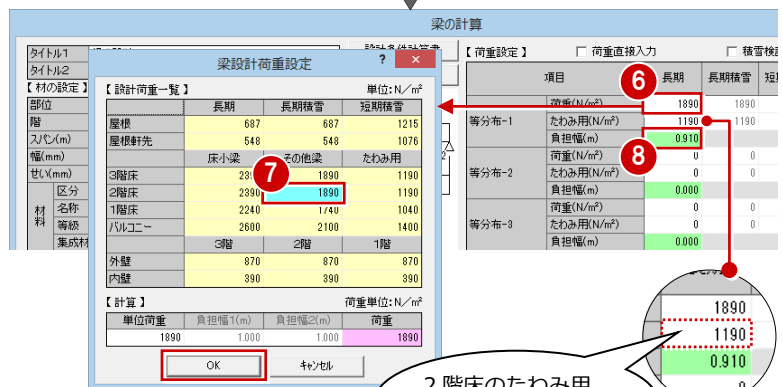 梁の計算
タイトル1
タイトル2
【 材の設定 】
部位
階
スパン(m)
幅(mm)
せい(mm)
材料
区分
名称
等級
集成材
梁設計荷重設定 ? ×
【 設計荷重一覧 】 単位: N/㎡
長期 長期積雪 短期積雪
屋根 687 687 1215
屋根軒先 548 548 1076
床小梁 その他梁 たわみ用
3階床 1890 1190
2階床 2390 1890 1190
1階床 2240 1740 1040
バルコニー 2600 2100 1400
3階 2階 1階
外壁 870 870 870
内壁 390 390 390
【 計算 】 荷重単位: N/㎡
単位荷重 負担幅1(m) 負担幅2(m) 荷重
1890 1.000 1.000 1890
OK キャンセル
7
【 荷重設定 】 荷重直接入力
項目 長期 長期積雪
等分布-1
荷重(N/㎡) 1890 1890
たわみ用(N/㎡) 1190 1190
負担幅(m) 0.910
等分布-2
荷重(N/㎡) 0 0
たわみ用(N/㎡) 0 0
負担幅(m) 0.000
等分布-3
荷重(N/㎡) 0 0
たわみ用(N/㎡) 0 0
負担幅(m) 0.000
6
8
1890
1190
0.910
2 階床のたわみ用